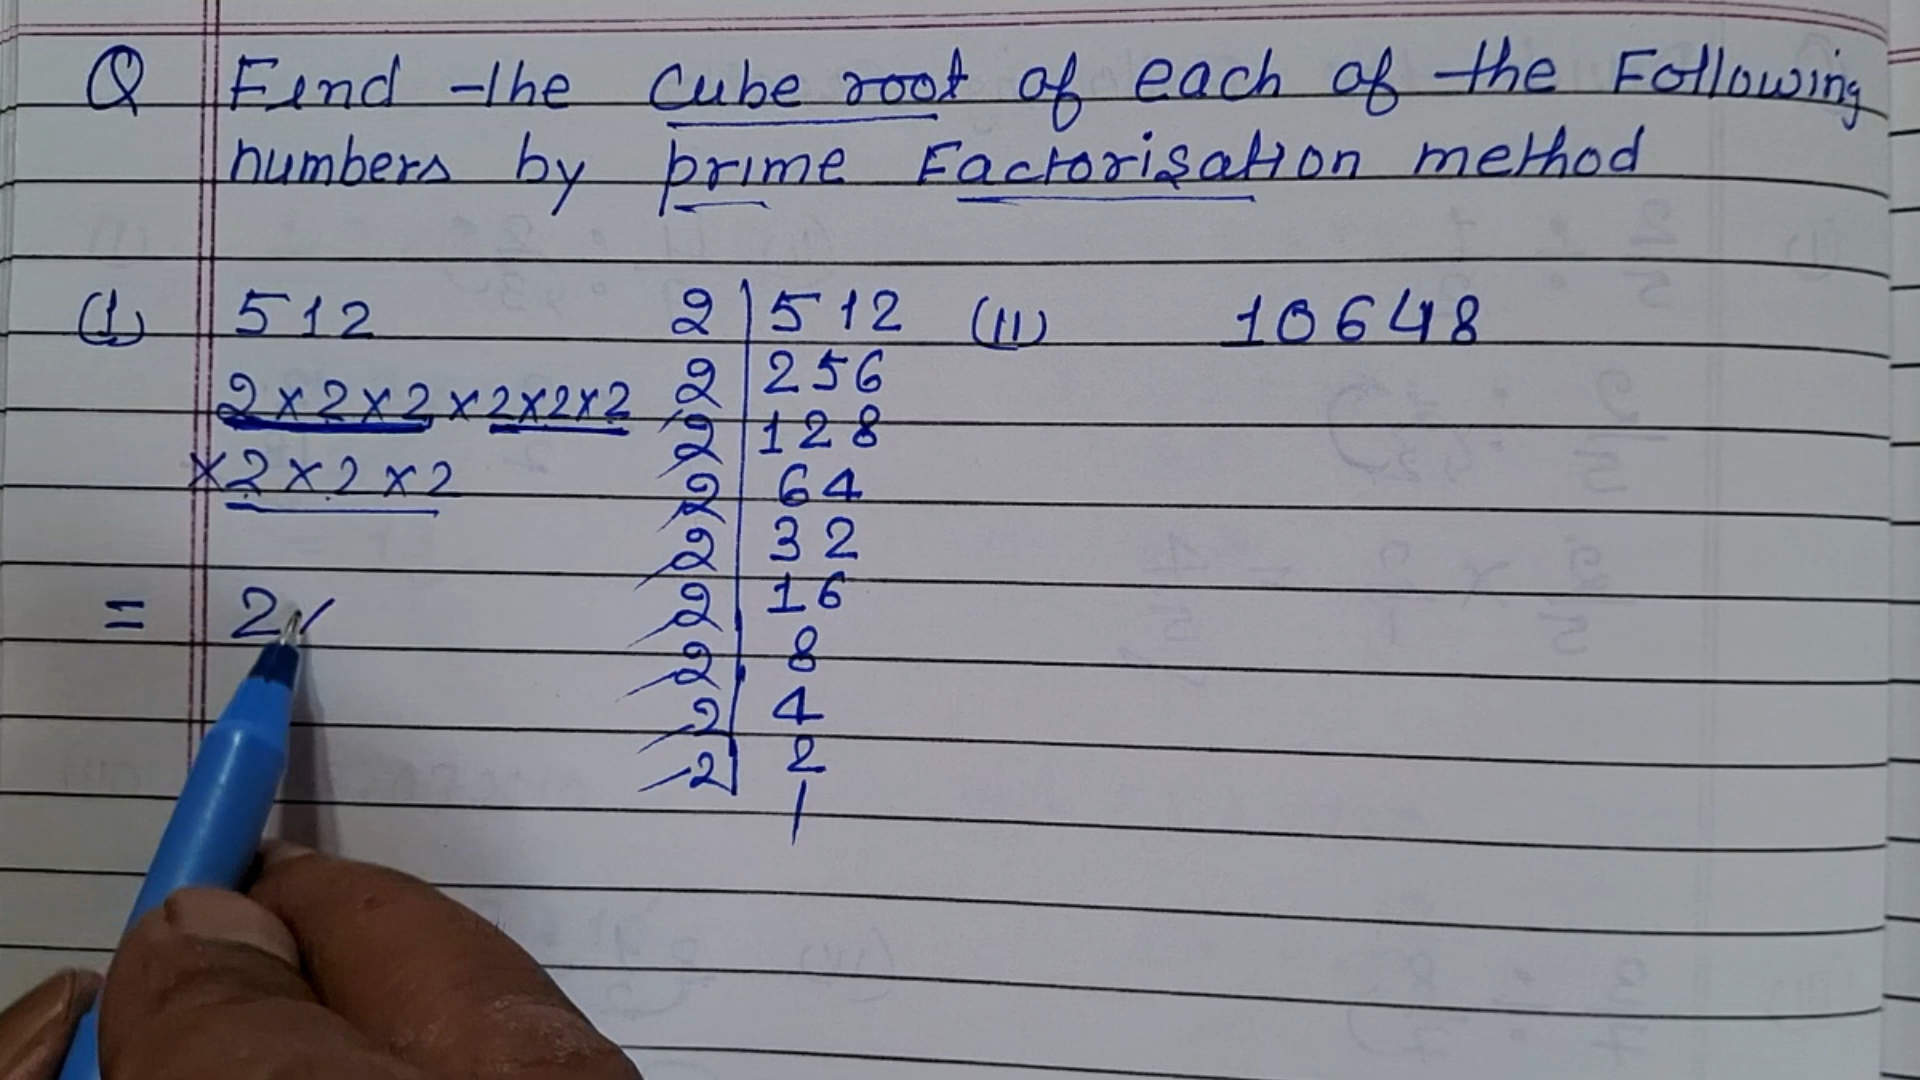 Q Find the cube root of each of the Following
numbers by prime Factorisation method
(I) 512
2×2×2×2×2×2
×2×2×2
= 2×
2 | 512
2 | 256
2 | 128
2 | 64
2 | 32
2 | 16
2 | 8
2 | 4
2 | 2
1
(II) 10648